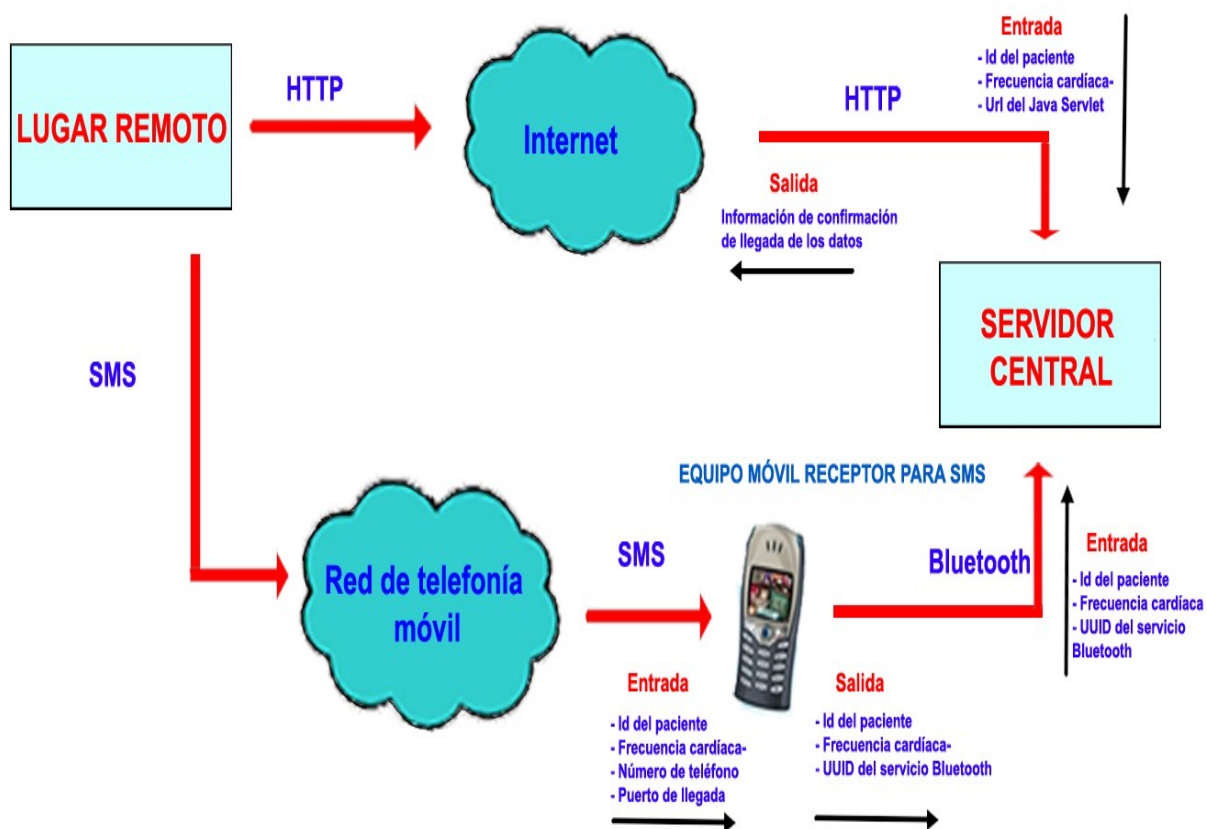 LUGAR REMOTO
HTTP
Internet
HTTP
Entrada
- Id del paciente
- Frecuencia cardíaca-
- Url del Java Servlet
Salida
Información de confirmación
de llegada de los datos
SERVIDOR
CENTRAL
SMS
Red de telefonía
móvil
SMS
EQUIPO MÓVIL RECEPTOR PARA SMS
Bluetooth
Entrada
- Id del paciente
- Frecuencia cardíaca
- UUID del servicio
Bluetooth
Entrada
- Id del paciente
- Frecuencia cardíaca-
- Número de teléfono
- Puerto de llegada
Salida
- Id del paciente
- Frecuencia cardíaca-
- UUID del servicio Bluetooth